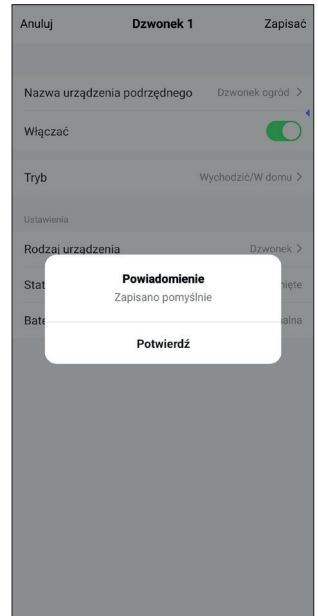 Anuluj Dzwonek 1 Zapisać
Nazwa urządzenia podrzędnego Dzwonek ogród >
Włączać
Tryb Wychodzić/W domu >
Ustawienia
Rodzaj urządzenia Dzwonek >
Powiadomienie
Zapisano pomyślnie
Potwierdź